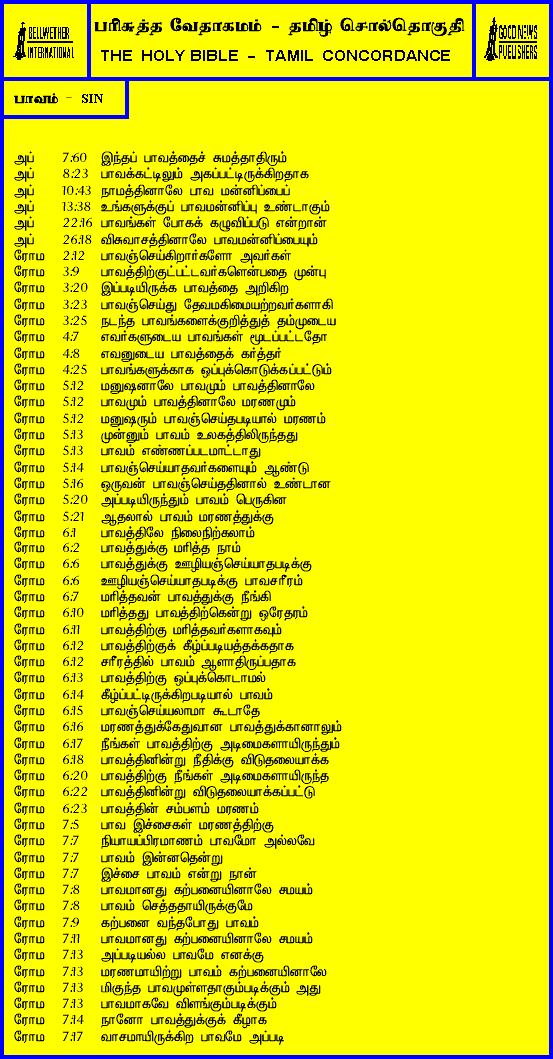 BELLWETHER
INTERNATIONAL
பரிசுத்த வேதாகமம் - தமிழ் சொல்தொகுதி
THE HOLY BIBLE - TAMIL CONCORDANCE
GOOD NEWS
PUBLISHERS
பாவம் - SIN
அப் 7:60 இந்தப் பாவத்தைச் சுமத்தாதிரும்
அப் 8:23 பாவக்கட்டிலும் அகப்பட்டிருக்கிறதாக
அப் 10:43 நாமத்தினாலே பாவ மன்னிப்பைப்
அப் 13:38 உங்களுக்குப் பாவமன்னிப்பு உண்டாகும்
அப் 22:16 பாவங்கள் போகக் கழுவிப்படு என்றான்
அப் 26:18 விசுவாசத்தினாலே பாவமன்னிப்பையும்
ரோம 2:12 பாவஞ்செய்கிறார்களோ அவர்கள்
ரோம 3:9 பாவத்திற்குட்பட்டவர்களென்பதை முன்பு
ரோம 3:20 இப்படியிருக்க பாவத்தை அறிகிற
ரோம 3:23 பாவஞ்செய்து தேவமகிமையற்றவர்களாகி
ரோம 3:25 நடந்த பாவங்களைக்குறித்துத் தம்முடைய
ரோம 4:7 எவர்களுடைய பாவங்கள் மூடப்பட்டதோ
ரோம 4:8 எவனுடைய பாவத்தைக் கர்த்தர்
ரோம 4:25 பாவங்களுக்காக ஒப்புக்கொடுக்கப்பட்டும்
ரோம 5:12 மனுஷனாலே பாவமும் பாவத்தினாலே
ரோம 5:12 பாவமும் பாவத்தினாலே மரணமும்
ரோம 5:12 மனுஷரும் பாவஞ்செய்தபடியால் மரணம்
ரோம 5:13 முன்னும் பாவம் உலகத்திலிருந்தது
ரோம 5:13 பாவம் எண்ணப்படமாட்டாது
ரோம 5:14 பாவஞ்செய்யாதவர்களையும் ஆண்டு
ரோம 5:16 ஒருவன் பாவஞ்செய்ததினால் உண்டான
ரோம 5:20 அப்படியிருந்தும் பாவம் பெருகின
ரோம 5:21 ஆதலால் பாவம் மரணத்துக்கு
ரோம 6:1 பாவத்திலே நிலைநிற்கலாம்
ரோம 6:2 பாவத்துக்கு மரித்த நாம்
ரோம 6:6 பாவத்துக்கு ஊழியஞ்செய்யாதபடிக்கு
ரோம 6:6 ஊழியஞ்செய்யாதபடிக்கு பாவசரீரம்
ரோம 6:7 மரித்தவன் பாவத்துக்கு நீங்கி
ரோம 6:10 மரித்தது பாவத்திற்கென்று ஒரேதரம்
ரோம 6:11 பாவத்திற்கு மரித்தவர்களாகவும்
ரோம 6:12 பாவத்திற்குக் கீழ்ப்படியத்தக்கதாக
ரோம 6:12 சரீரத்தில் பாவம் ஆளாதிருப்பதாக
ரோம 6:13 பாவத்திற்கு ஒப்புக்கொடாமல்
ரோம 6:14 கீழ்ப்பட்டிருக்கிறபடியால் பாவம்
ரோம 6:15 பாவஞ்செய்யலாமா கூடாதே
ரோம 6:16 மரணத்துக்கேதுவான பாவத்துக்கானாலும்
ரோம 6:17 நீங்கள் பாவத்திற்கு அடிமைகளாயிருந்தும்
ரோம 6:18 பாவத்தினின்று நீதிக்கு விடுதலையாக்க
ரோம 6:20 பாவத்திற்கு நீங்கள் அடிமைகளாயிருந்த
ரோம 6:22 பாவத்தினின்று விடுதலையாக்கப்பட்டு
ரோம 6:23 பாவத்தின் சம்பளம் மரணம்
ரோம 7:5 பாவ இச்சைகள் மரணத்திற்கு
ரோம 7:7 நியாயப்பிரமாணம் பாவமோ அல்லவே
ரோம 7:7 பாவம் இன்னதென்று
ரோம 7:7 இச்சை பாவம் என்று நான்
ரோம 7:8 பாவமானது கற்பனையினாலே சமயம்
ரோம 7:8 பாவம் செத்ததாயிருக்குமே
ரோம 7:9 கற்பனை வந்தபோது பாவம்
ரோம 7:11 பாவமானது கற்பனையினாலே சமயம்
ரோம 7:13 அப்படியல்ல பாவமே எனக்கு
ரோம 7:13 மரணமாயிற்று பாவம் கற்பனையினாலே
ரோம 7:13 மிகுந்த பாவமுள்ளதாகும்படிக்கும் அது
ரோம 7:13 பாவமாகவே விளங்கும்படிக்கும்
ரோம 7:14 நானோ பாவத்துக்குக் கீழாக
ரோம 7:17 வாசமாயிருக்கிற பாவமே அப்படி